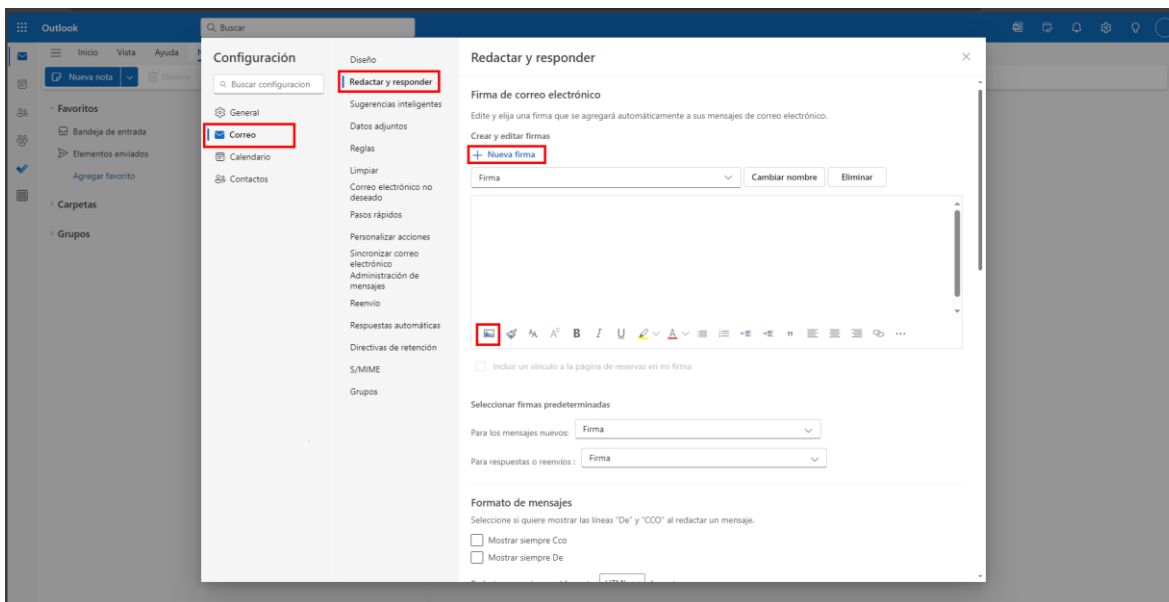 Outlook
Buscar
Inicio Vista Ayuda
Nueva nota Eliminar
Favoritos
Bandeja de entrada
Elementos enviados
Agregar favorito
Carpetas
Grupos
Configuración
Buscar configuracion
General
Correo
Calendario
Contactos
Diseño
Redactar y responder
Sugerencias inteligentes
Datos adjuntos
Reglas
Limpiar
Correo electrónico no
deseado
Pasos rápidos
Personalizar acciones
Sincronizar correo
electrónico
Administración de
mensajes
Reenvío
Respuestas automáticas
Directivas de retención
S/MIME
Grupos
Redactar y responder
Firma de correo electrónico
Edite y elija una firma que se agregará automáticamente a sus mensajes de correo electrónico.
Crear y editar firmas
+ Nueva firma
Firma Cambiar nombre Eliminar
Incluir un vínculo a la página de reservas en mi firma
Seleccionar firmas predeterminadas
Para los mensajes nuevos: Firma
Para respuestas o reenvíos : Firma
Formato de mensajes
Seleccione si quiere mostrar las líneas "De" y "CCO" al redactar un mensaje.
Mostrar siempre Cco
Mostrar siempre De